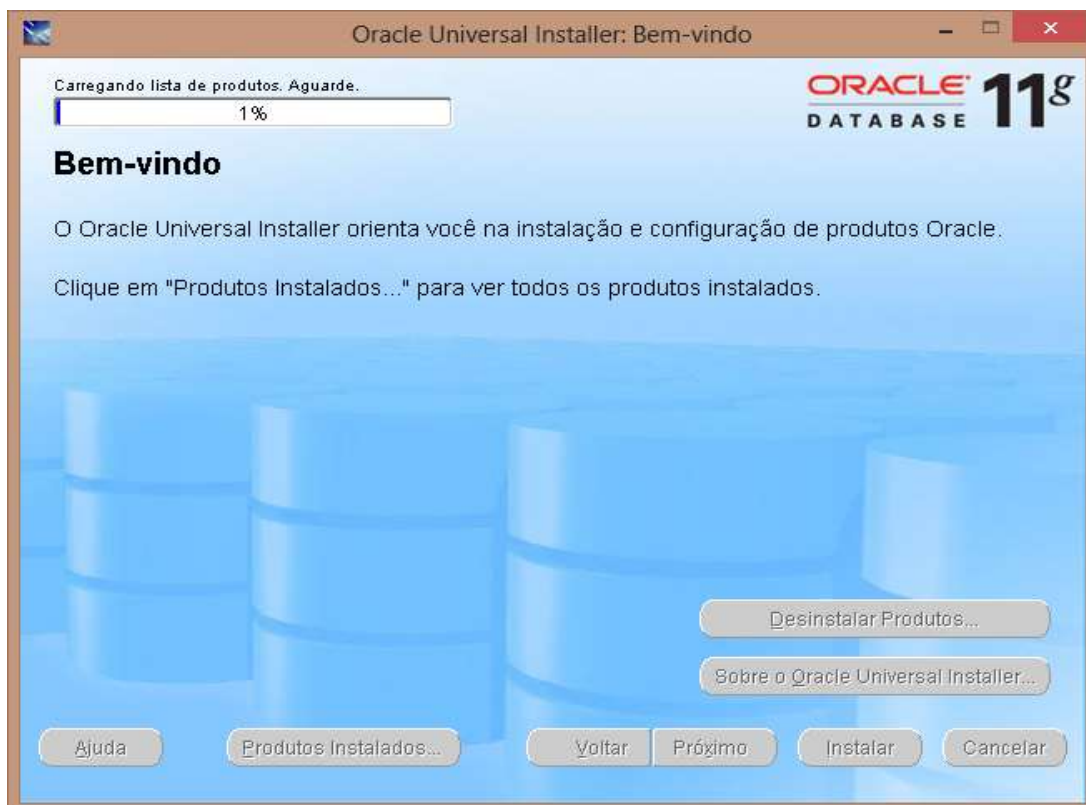 Oracle Universal Installer: Bem-vindo
Carregando lista de produtos. Aguarde.
1%
ORACLE 11g
DATABASE
Bem-vindo
O Oracle Universal Installer orienta você na instalação e configuração de produtos Oracle.
Clique em "Produtos Instalados..." para ver todos os produtos instalados.
Desinstalar Produtos...
Sobre o Oracle Universal Installer...
Ajuda Produtos Instalados... Voltar Próximo Instalar Cancelar